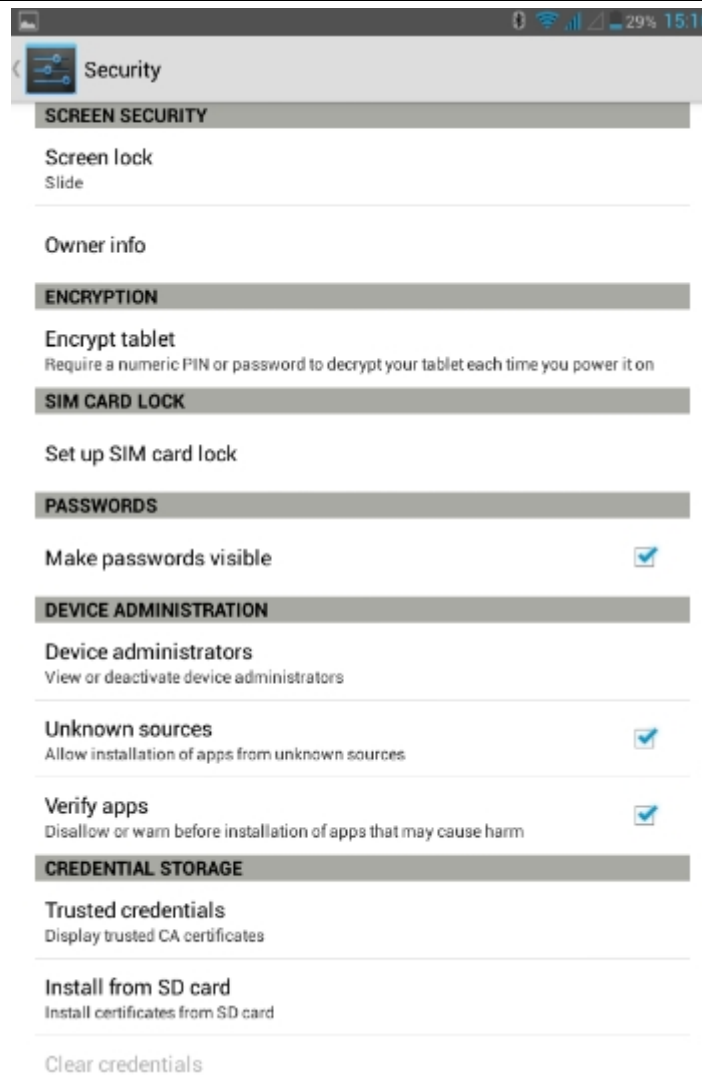 29% 15:1
Security
SCREEN SECURITY
Screen lock
Slide
Owner info
ENCRYPTION
Encrypt tablet
Require a numeric PIN or password to decrypt your tablet each time you power it on
SIM CARD LOCK
Set up SIM card lock
PASSWORDS
Make passwords visible
DEVICE ADMINISTRATION
Device administrators
View or deactivate device administrators
Unknown sources
Allow installation of apps from unknown sources
Verify apps
Disallow or warn before installation of apps that may cause harm
CREDENTIAL STORAGE
Trusted credentials
Display trusted CA certificates
Install from SD card
Install certificates from SD card
Clear credentials